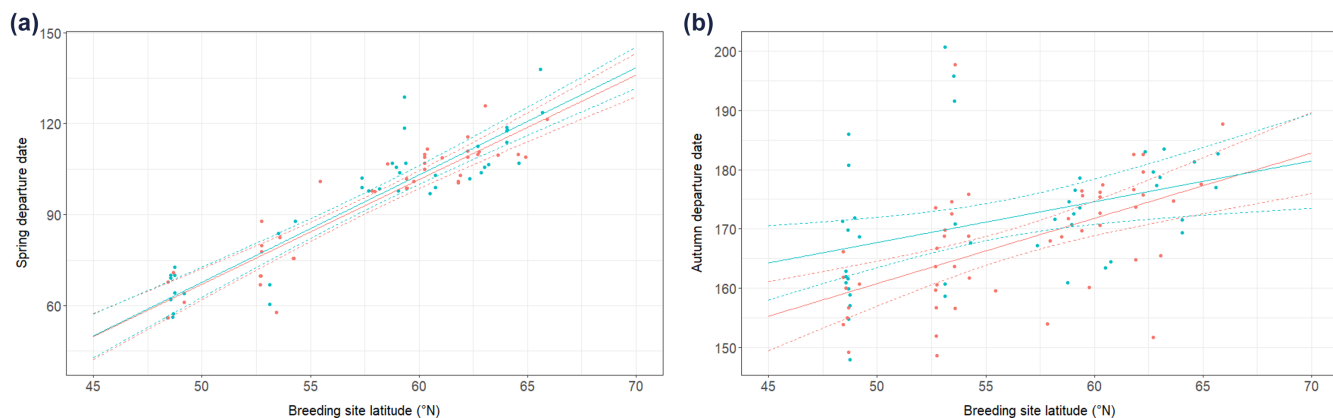 (a)
Spring departure date
150
120
90
60
45 50 55 60 65 70
Breeding site latitude (°N)
(b)
Autumn departure date
200
190
180
170
160
150
45 50 55 60 65 70
Breeding site latitude (°N)